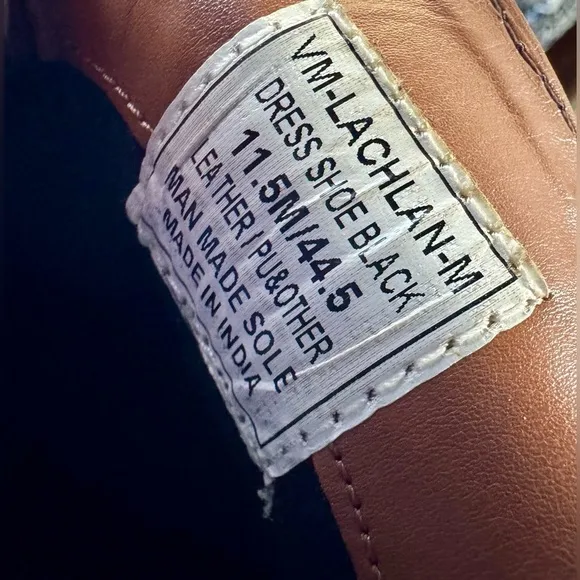 VM-LACHLAN-M
DRESS SHOE BLACK
11.5M/44.5
LEATHER / PU&OTHER
MAN MADE SOLE
MADE IN INDIA